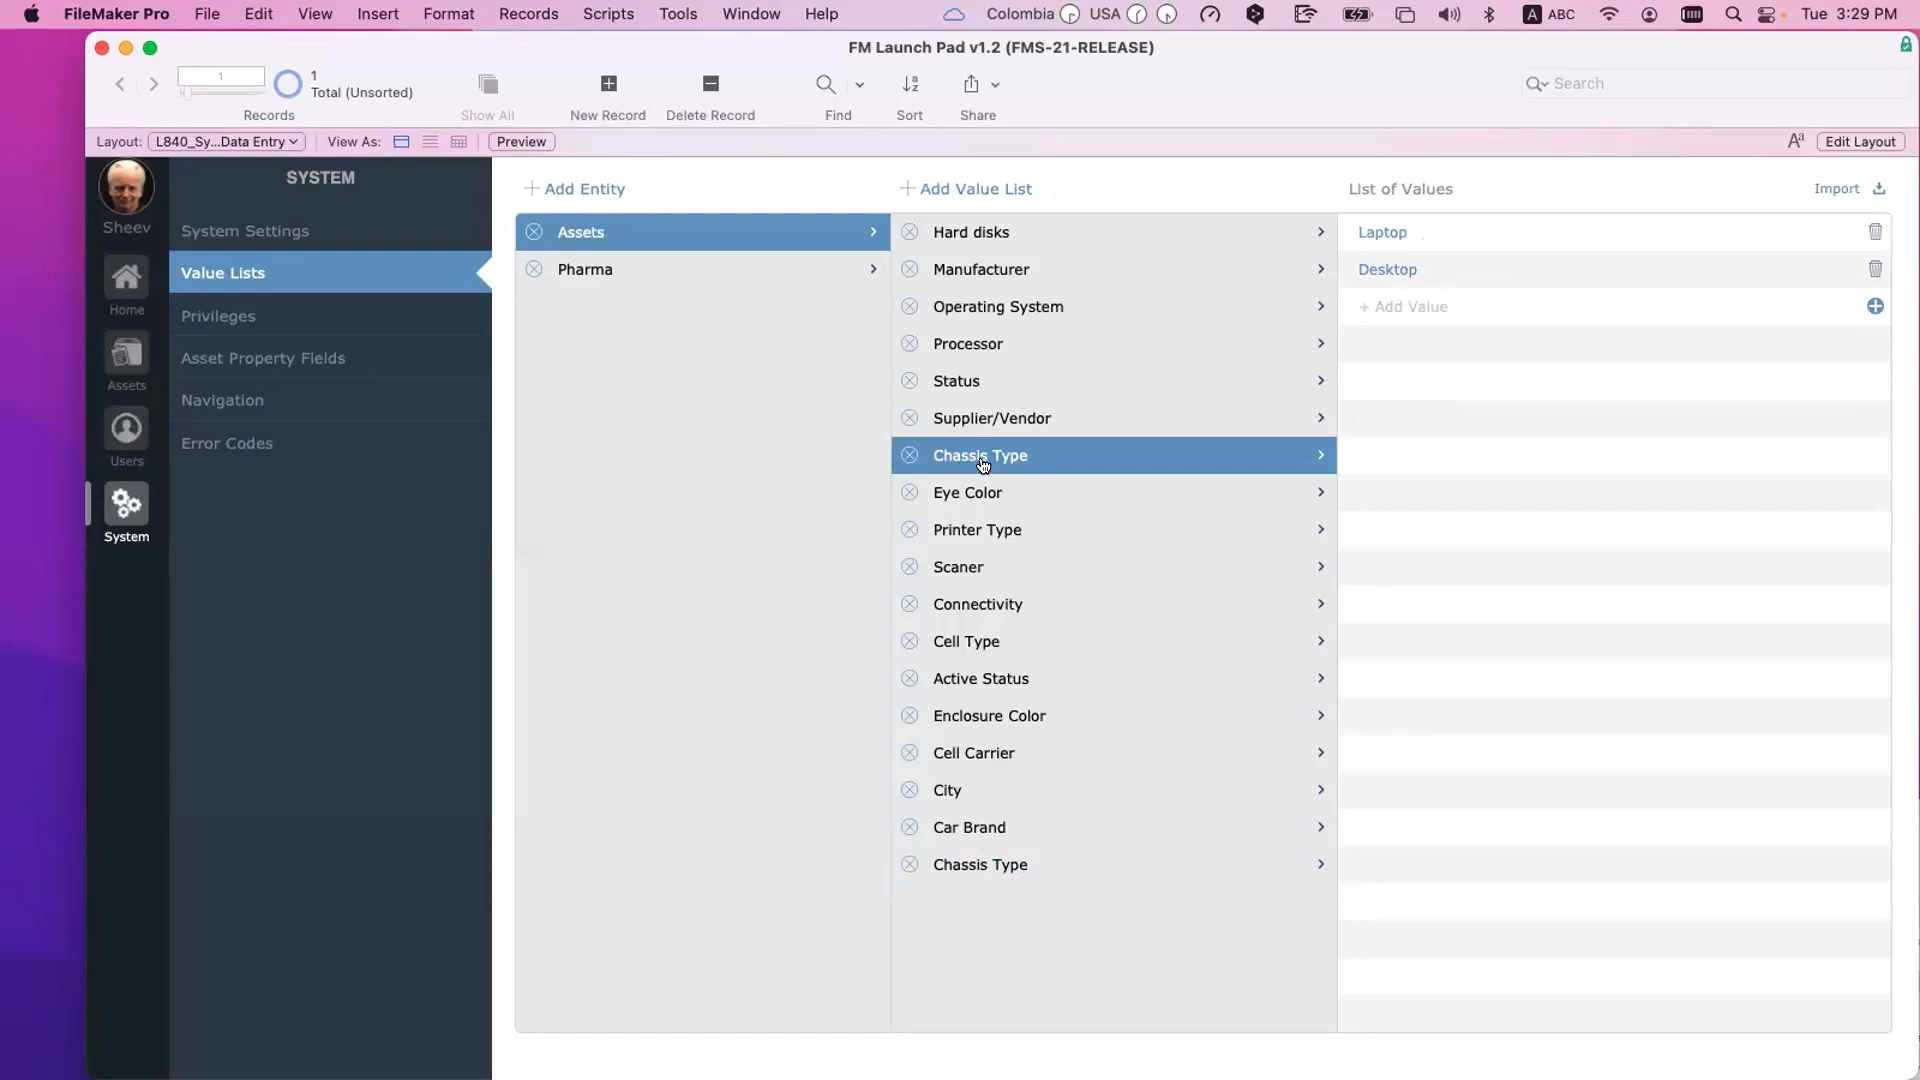 FileMaker Pro File Edit View Insert Format Records Scripts Tools Window Help Colombia USA A ABC Tue 3:29 PM
FM Launch Pad v1.2 (FMS-21-RELEASE)
1
1
Total (Unsorted)
Search
Records Show All New Record Delete Record Find Sort Share
Layout: L840_Sy...Data Entry View As: Preview Aa Edit Layout
Sheev
Home
Assets
Users
System
SYSTEM
System Settings
Value Lists
Privileges
Asset Property Fields
Navigation
Error Codes
+ Add Entity
Assets
Pharma
+ Add Value List
Hard disks
Manufacturer
Operating System
Processor
Status
Supplier/Vendor
Chassis Type
Eye Color
Printer Type
Scaner
Connectivity
Cell Type
Active Status
Enclosure Color
Cell Carrier
City
Car Brand
Chassis Type
List of Values Import
Laptop
Desktop
+ Add Value